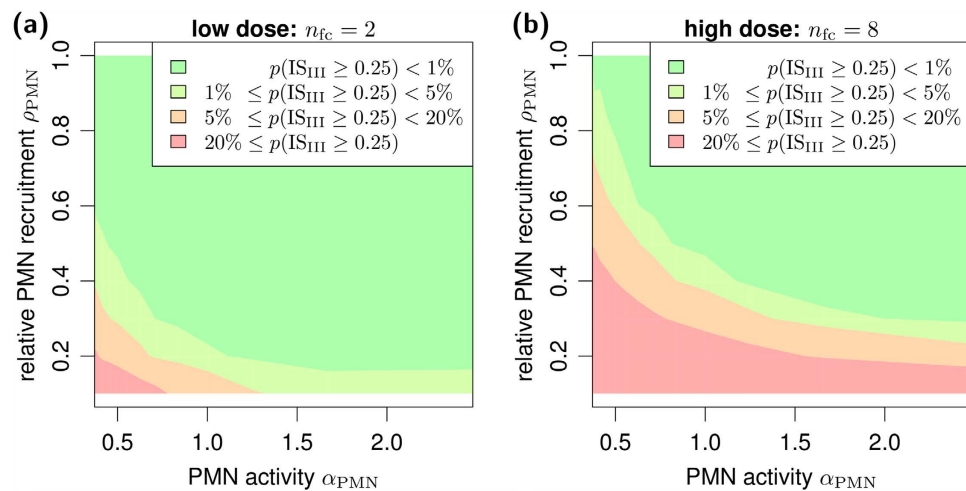 (a) low dose: n_fc = 2
p(IS_III ≥ 0.25) < 1%
1% ≤ p(IS_III ≥ 0.25) < 5%
5% ≤ p(IS_III ≥ 0.25) < 20%
20% ≤ p(IS_III ≥ 0.25)
relative PMN recruitment ρ_PMN
1.0
0.8
0.6
0.4
0.2
0.5 1.0 1.5 2.0
PMN activity α_PMN
(b) high dose: n_fc = 8
p(IS_III ≥ 0.25) < 1%
1% ≤ p(IS_III ≥ 0.25) < 5%
5% ≤ p(IS_III ≥ 0.25) < 20%
20% ≤ p(IS_III ≥ 0.25)
relative PMN recruitment ρ_PMN
1.0
0.8
0.6
0.4
0.2
0.5 1.0 1.5 2.0
PMN activity α_PMN